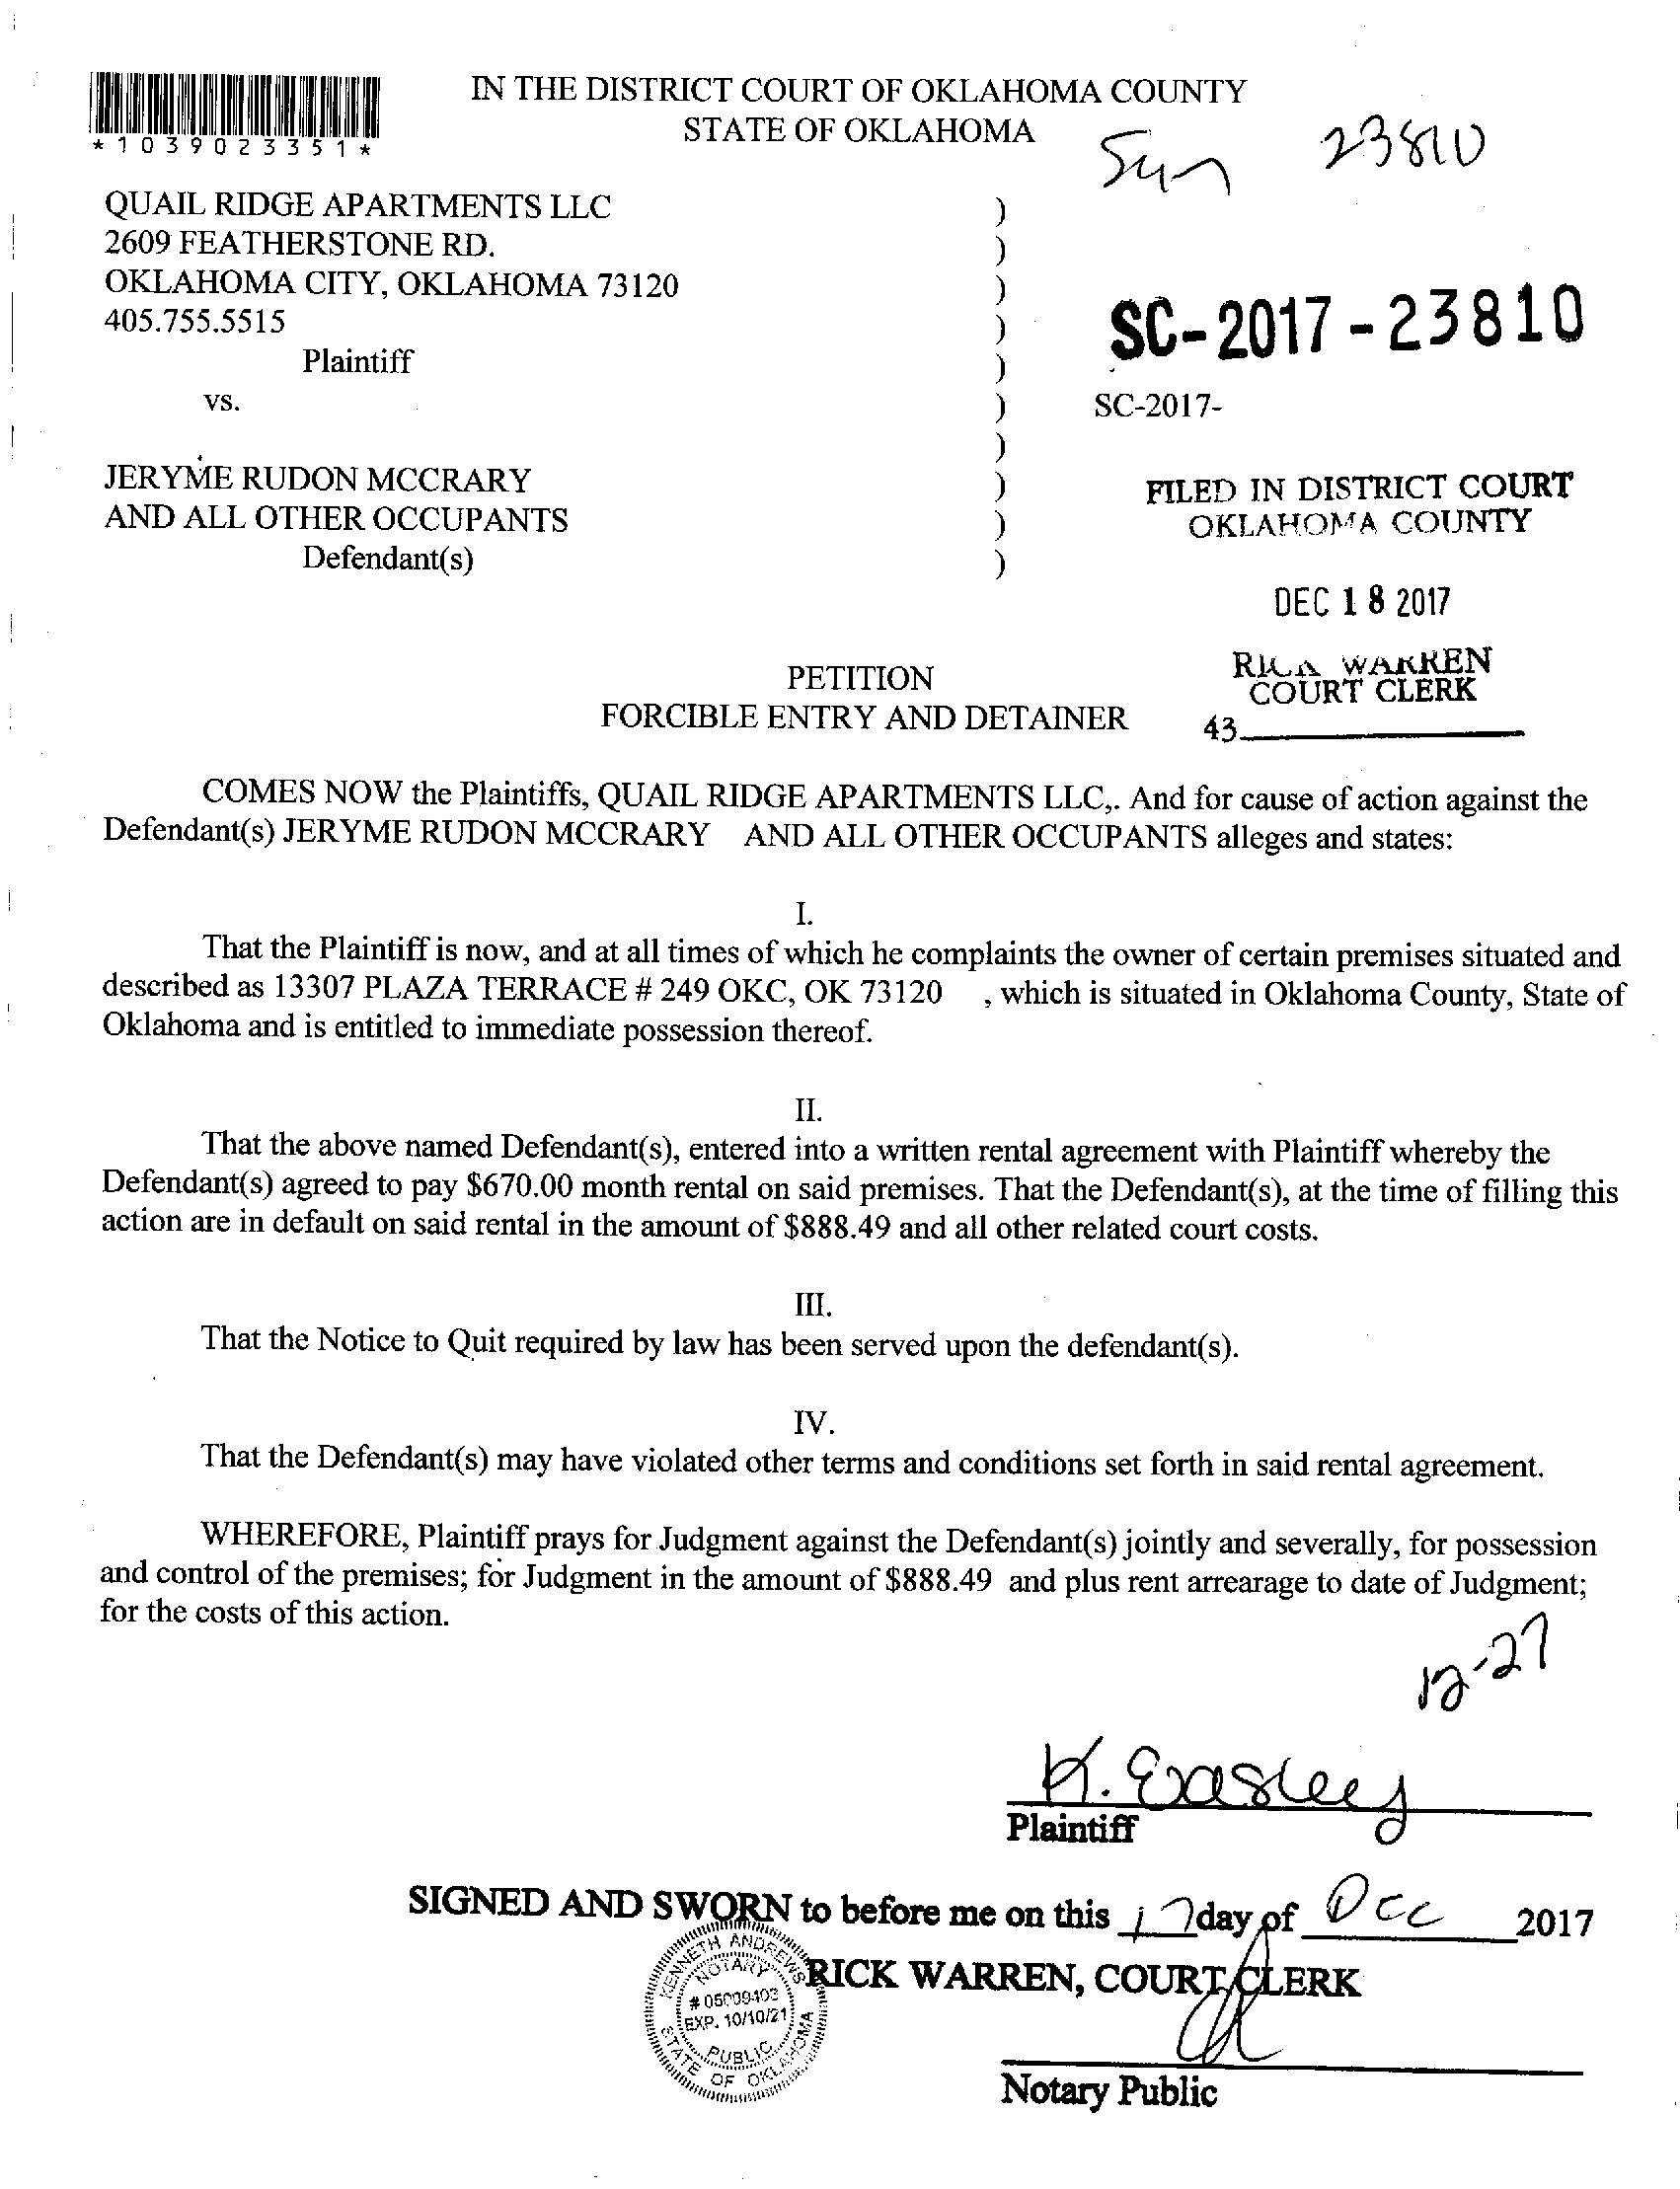 IN THE DISTRICT COURT OF OKLAHOMA COUNTY
STATE OF OKLAHOMA
*1039023351*
23810
QUAIL RIDGE APARTMENTS LLC )
2609 FEATHERSTONE RD. )
OKLAHOMA CITY, OKLAHOMA 73120 )
405.755.5515 )
SC-2017-23810
Plaintiff )
vs. ) SC-2017-
)
JERYME RUDON MCCRARY )
AND ALL OTHER OCCUPANTS )
Defendant(s) )
FILED IN DISTRICT COURT
OKLAHOMA COUNTY
DEC 18 2017
RICK WARREN
COURT CLERK
43
PETITION
FORCIBLE ENTRY AND DETAINER
COMES NOW the Plaintiffs, QUAIL RIDGE APARTMENTS LLC,. And for cause of action against the
Defendant(s) JERYME RUDON MCCRARY AND ALL OTHER OCCUPANTS alleges and states:
I.
That the Plaintiff is now, and at all times of which he complaints the owner of certain premises situated and
described as 13307 PLAZA TERRACE # 249 OKC, OK 73120 , which is situated in Oklahoma County, State of
Oklahoma and is entitled to immediate possession thereof.
II.
That the above named Defendant(s), entered into a written rental agreement with Plaintiff whereby the
Defendant(s) agreed to pay $670.00 month rental on said premises. That the Defendant(s), at the time of filling this
action are in default on said rental in the amount of $888.49 and all other related court costs.
III.
That the Notice to Quit required by law has been served upon the defendant(s).
IV.
That the Defendant(s) may have violated other terms and conditions set forth in said rental agreement.
WHEREFORE, Plaintiff prays for Judgment against the Defendant(s) jointly and severally, for possession
and control of the premises; for Judgment in the amount of $888.49 and plus rent arrearage to date of Judgment;
for the costs of this action.
12-27
K. Easley
Plaintiff
SIGNED AND SWORN to before me on this 17 day of Dec 2017
RICK WARREN, COURT CLERK
KENNETH ANDREWS
NOTARY
# 05009402
EXP. 10/10/21
PUBLIC
STATE OF OKLAHOMA
Notary Public